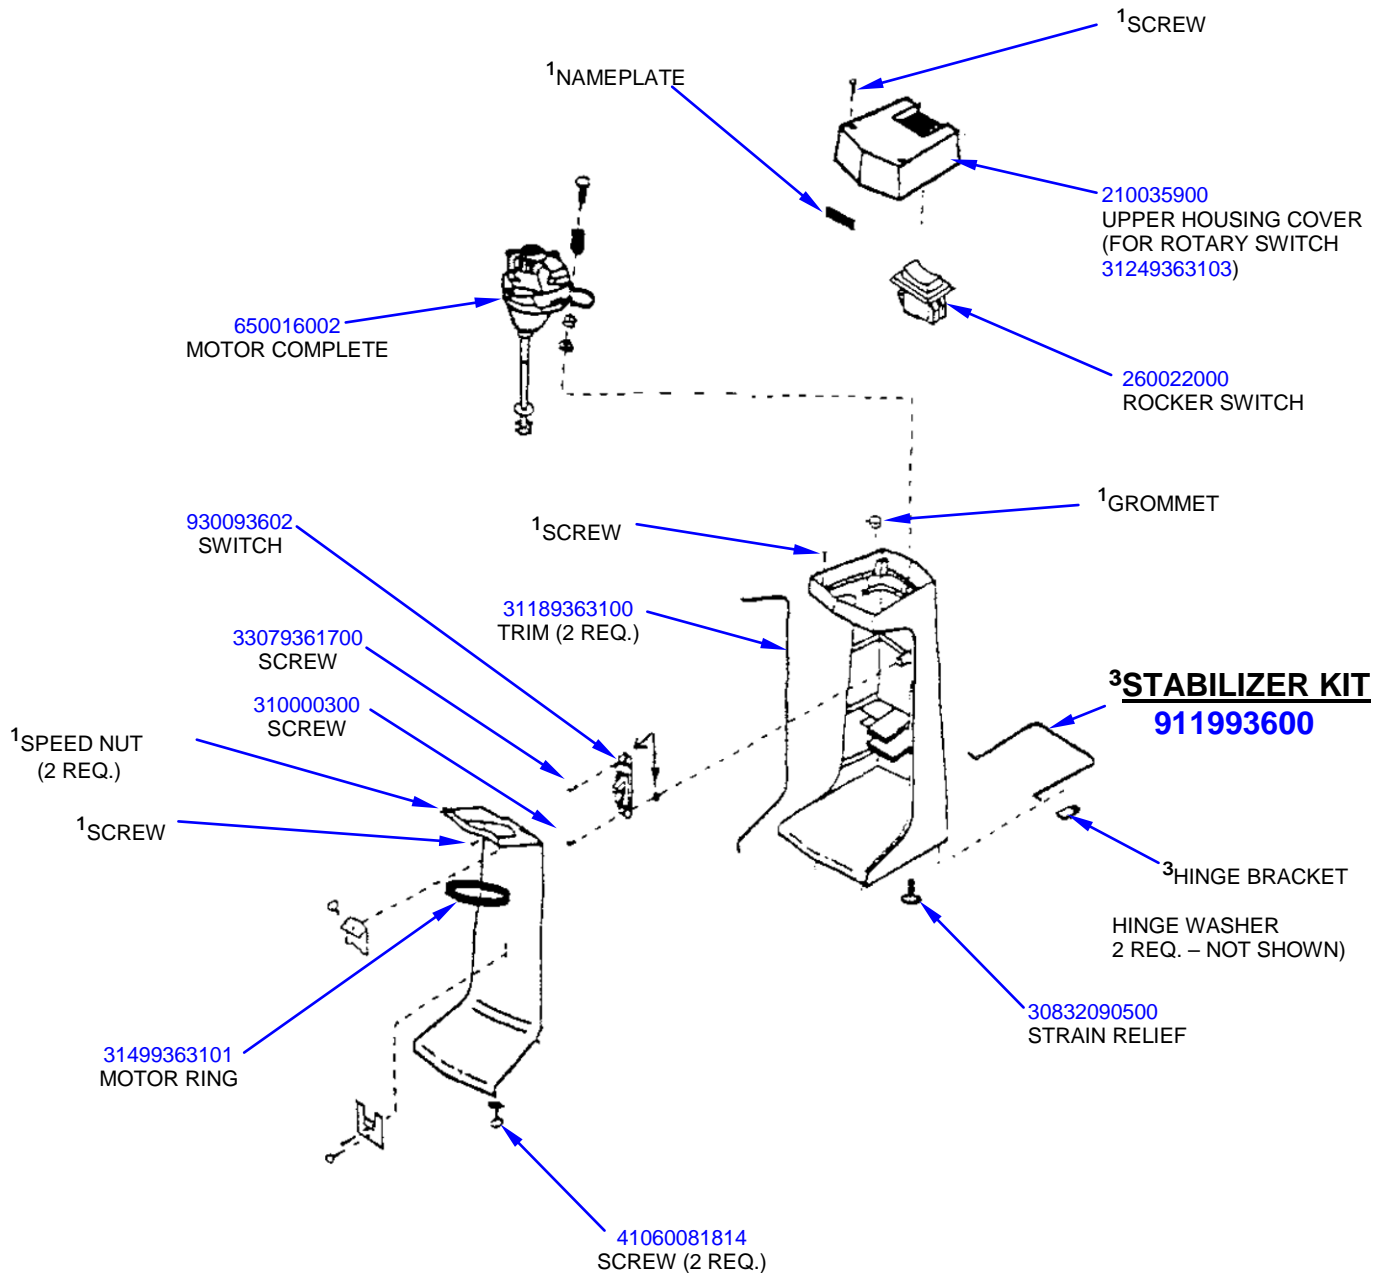 ¹SCREW
¹NAMEPLATE
210035900
UPPER HOUSING COVER
(FOR ROTARY SWITCH
31249363103)
650016002
MOTOR COMPLETE
260022000
ROCKER SWITCH
930093602
SWITCH
¹SCREW
¹GROMMET
31189363100
TRIM (2 REQ.)
33079361700
SCREW
310000300
SCREW
³STABILIZER KIT
911993600
¹SPEED NUT
(2 REQ.)
¹SCREW
³HINGE BRACKET
HINGE WASHER
2 REQ. – NOT SHOWN)
30832090500
STRAIN RELIEF
31499363101
MOTOR RING
41060081814
SCREW (2 REQ.)